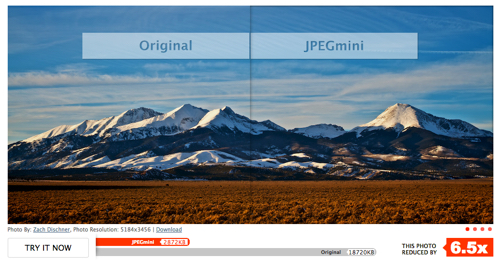 Original JPEGmini
Photo By: Zach Dischner, Photo Resolution: 5184x3456 | Download
TRY IT NOW
JPEGmini 2872KB
Original 18720KB
THIS PHOTO
REDUCED BY
6.5x